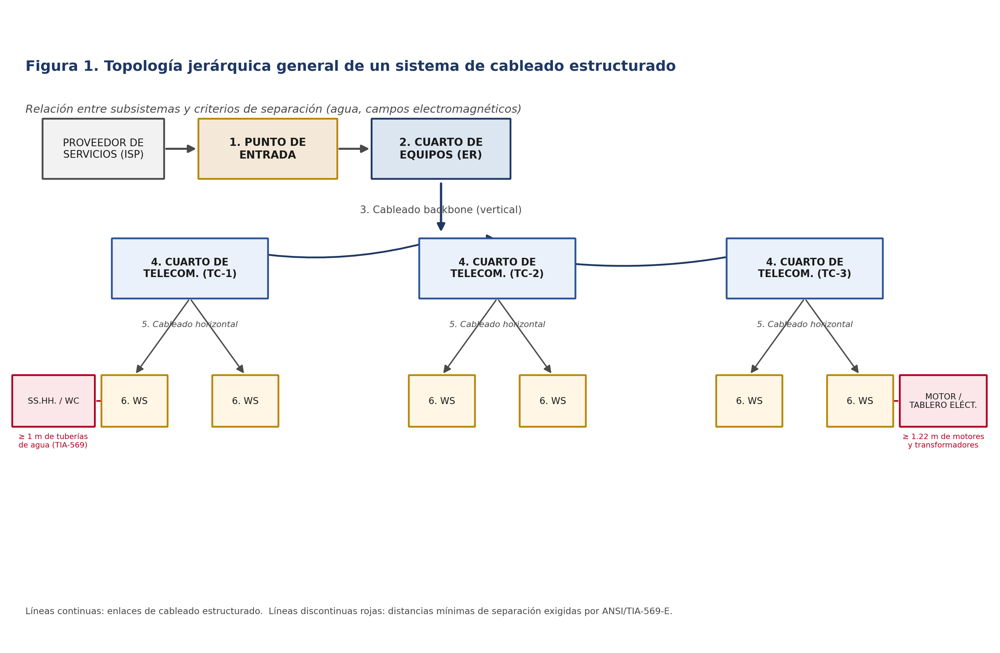 Figura 1. Topología jerárquica general de un sistema de cableado estructurado
Relación entre subsistemas y criterios de separación (agua, campos electromagnéticos)
PROVEEDOR DE
SERVICIOS (ISP)
1. PUNTO DE
ENTRADA
2. CUARTO DE
EQUIPOS (ER)
3. Cableado backbone (vertical)
4. CUARTO DE
TELECOM. (TC-1)
4. CUARTO DE
TELECOM. (TC-2)
4. CUARTO DE
TELECOM. (TC-3)
5. Cableado horizontal
5. Cableado horizontal
5. Cableado horizontal
SS.HH. / WC
6. WS
6. WS
6. WS
6. WS
6. WS
6. WS
MOTOR /
TABLERO ELÉCT.
≥ 1 m de tuberías
de agua (TIA-569)
≥ 1.22 m de motores
y transformadores
Líneas continuas: enlaces de cableado estructurado.  Líneas discontinuas rojas: distancias mínimas de separación exigidas por ANSI/TIA-569-E.